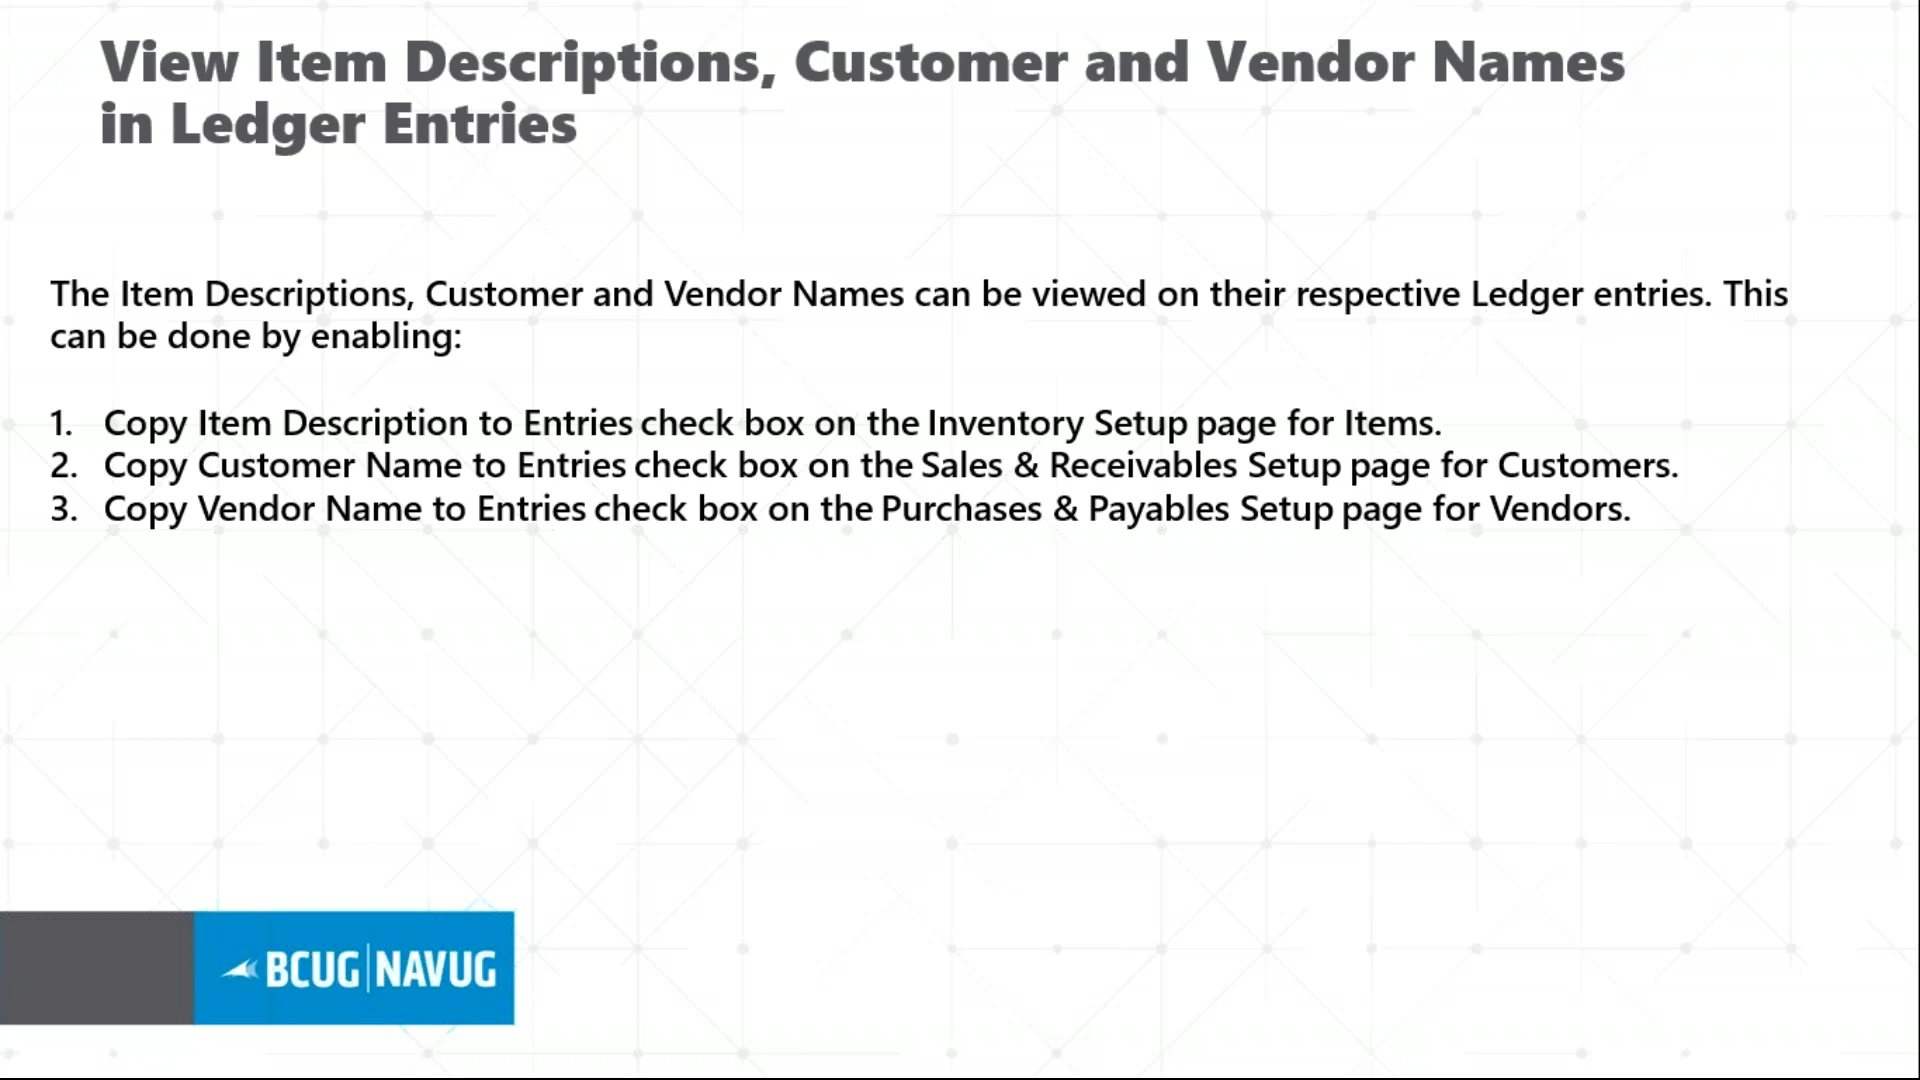 View Item Descriptions, Customer and Vendor Names
in Ledger Entries
The Item Descriptions, Customer and Vendor Names can be viewed on their respective Ledger entries. This
can be done by enabling:
1. Copy Item Description to Entries check box on the Inventory Setup page for Items.
2. Copy Customer Name to Entries check box on the Sales & Receivables Setup page for Customers.
3. Copy Vendor Name to Entries check box on the Purchases & Payables Setup page for Vendors.
BCUG|NAVUG